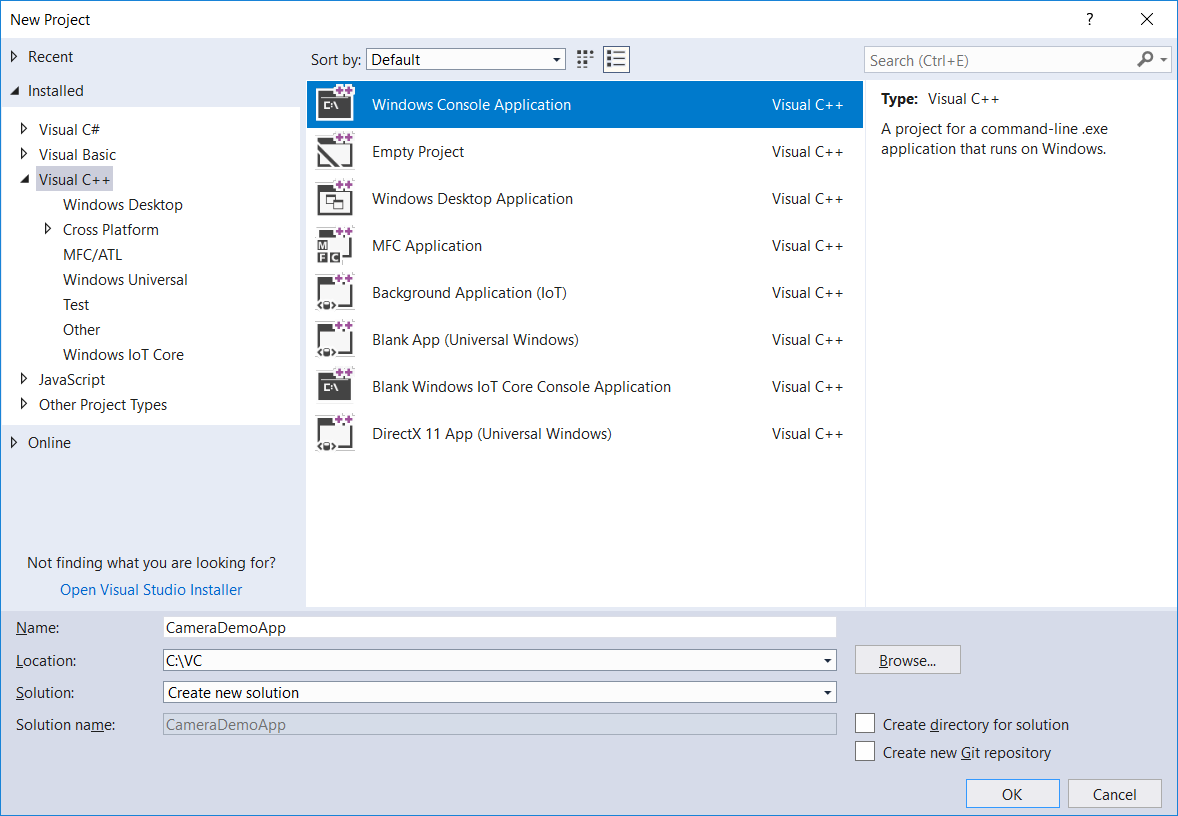 New Project
?
Recent
Installed
Visual C#
Visual Basic
Visual C++
Windows Desktop
Cross Platform
MFC/ATL
Windows Universal
Test
Other
Windows IoT Core
JavaScript
Other Project Types
Online
Not finding what you are looking for?
Open Visual Studio Installer
Sort by: Default
Search (Ctrl+E)
Windows Console Application Visual C++
Empty Project Visual C++
Windows Desktop Application Visual C++
MFC Application Visual C++
Background Application (IoT) Visual C++
Blank App (Universal Windows) Visual C++
Blank Windows IoT Core Console Application Visual C++
DirectX 11 App (Universal Windows) Visual C++
Type: Visual C++
A project for a command-line .exe
application that runs on Windows.
Name: CameraDemoApp
Location: C:\VC Browse...
Solution: Create new solution
Solution name: CameraDemoApp
Create directory for solution
Create new Git repository
OK Cancel